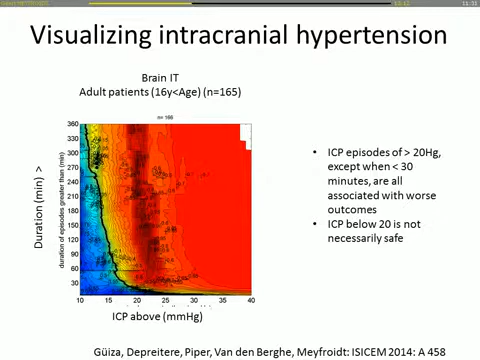 11:31
Visualizing intracranial hypertension
Brain IT
Adult patients (16y<Age) (n=165)
n= 166
Duration (min) >
duration of episodes greater than (min)
360
330
300
270
240
210
180
150
120
90
60
30
10
15
20
25
30
35
40
ICP above (mmHg)
• ICP episodes of > 20Hg,
except when < 30
minutes, are all
associated with worse
outcomes
• ICP below 20 is not
necessarily safe
Güiza, Depreitere, Piper, Van den Berghe, Meyfroidt: ISICEM 2014: A 458